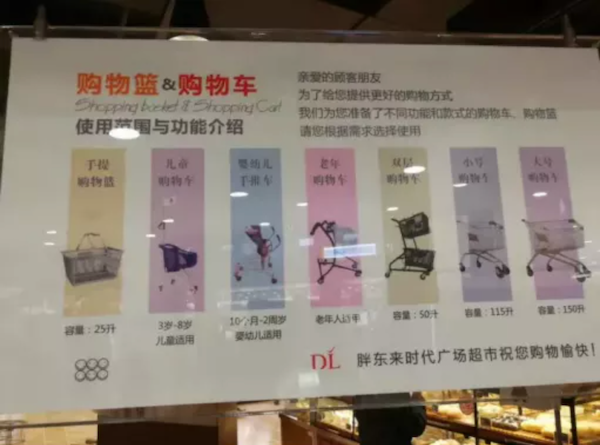 购物篮&购物车
Shopping basket & Shopping Cart
使用范围与功能介绍
亲爱的顾客朋友
为了给您提供更好的购物方式
我们为您准备了不同功能和款式的购物车、购物篮
请您根据需求选择使用
手提
购物篮
容量：25升
儿童
购物车
3岁-8岁
儿童适用
婴幼儿
手推车
10个月-2周岁
婴幼儿适用
老年
购物车
老年人适用
双层
购物车
容量：50升
小号
购物车
容量：115升
大号
购物车
容量：150升
DL 胖东来时代广场超市祝您购物愉快！